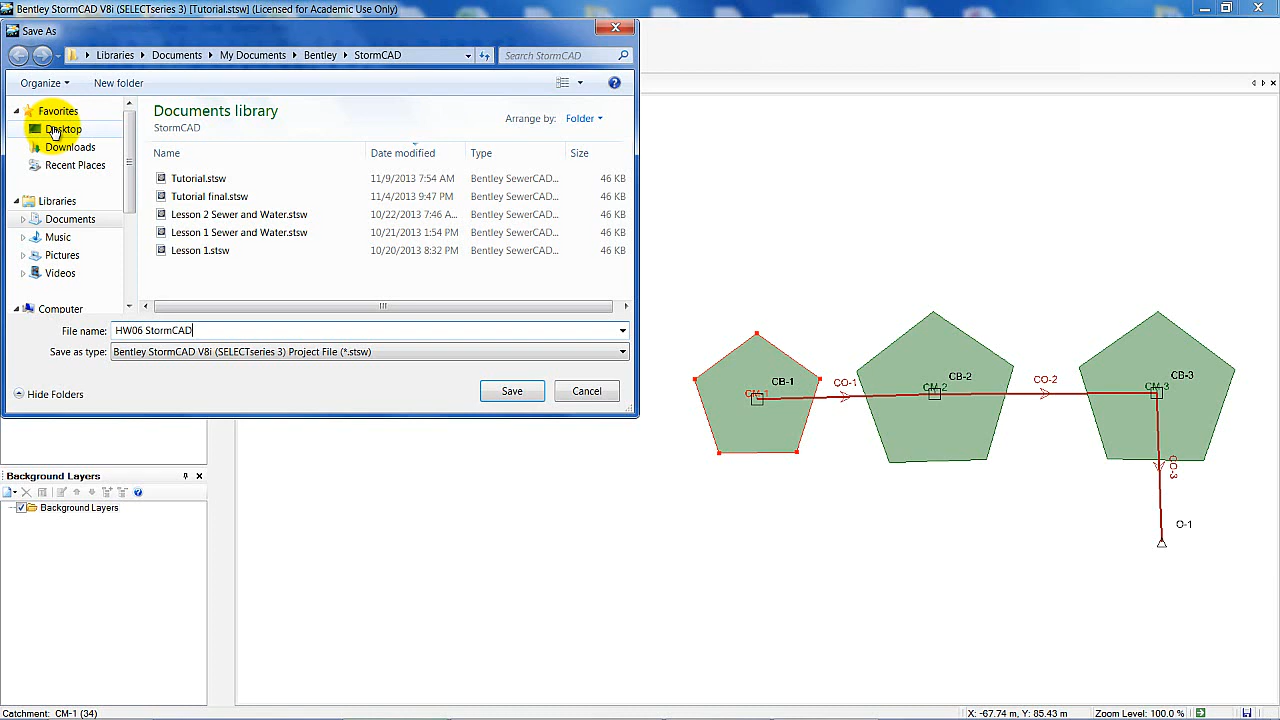 Bentley StormCAD V8i (SELECTseries 3) [Tutorial.stsw] (Licensed for Academic Use Only)
Save As
Libraries Documents My Documents Bentley StormCAD Search StormCAD
Organize New folder
Favorites
Desktop
Downloads
Recent Places
Libraries
Documents
Music
Pictures
Videos
Computer
Documents library
StormCAD
Arrange by: Folder
Name Date modified Type Size
Tutorial.stsw 11/9/2013 7:54 AM Bentley SewerCAD... 46 KB
Tutorial final.stsw 11/4/2013 9:47 PM Bentley SewerCAD... 46 KB
Lesson 2 Sewer and Water.stsw 10/22/2013 7:46 A... Bentley SewerCAD... 46 KB
Lesson 1 Sewer and Water.stsw 10/21/2013 1:54 PM Bentley SewerCAD... 46 KB
Lesson 1.stsw 10/20/2013 8:32 PM Bentley SewerCAD... 46 KB
File name: HW06 StormCAD
Save as type: Bentley StormCAD V8i (SELECTseries 3) Project File (*.stsw)
Hide Folders Save Cancel
CB-1
CM-1
CO-1
CB-2
CM-2
CO-2
CB-3
CM-3
CO-3
O-1
Background Layers
Background Layers
Catchment: CM-1 (34) X: -67.74 m, Y: 85.43 m Zoom Level: 100.0 %